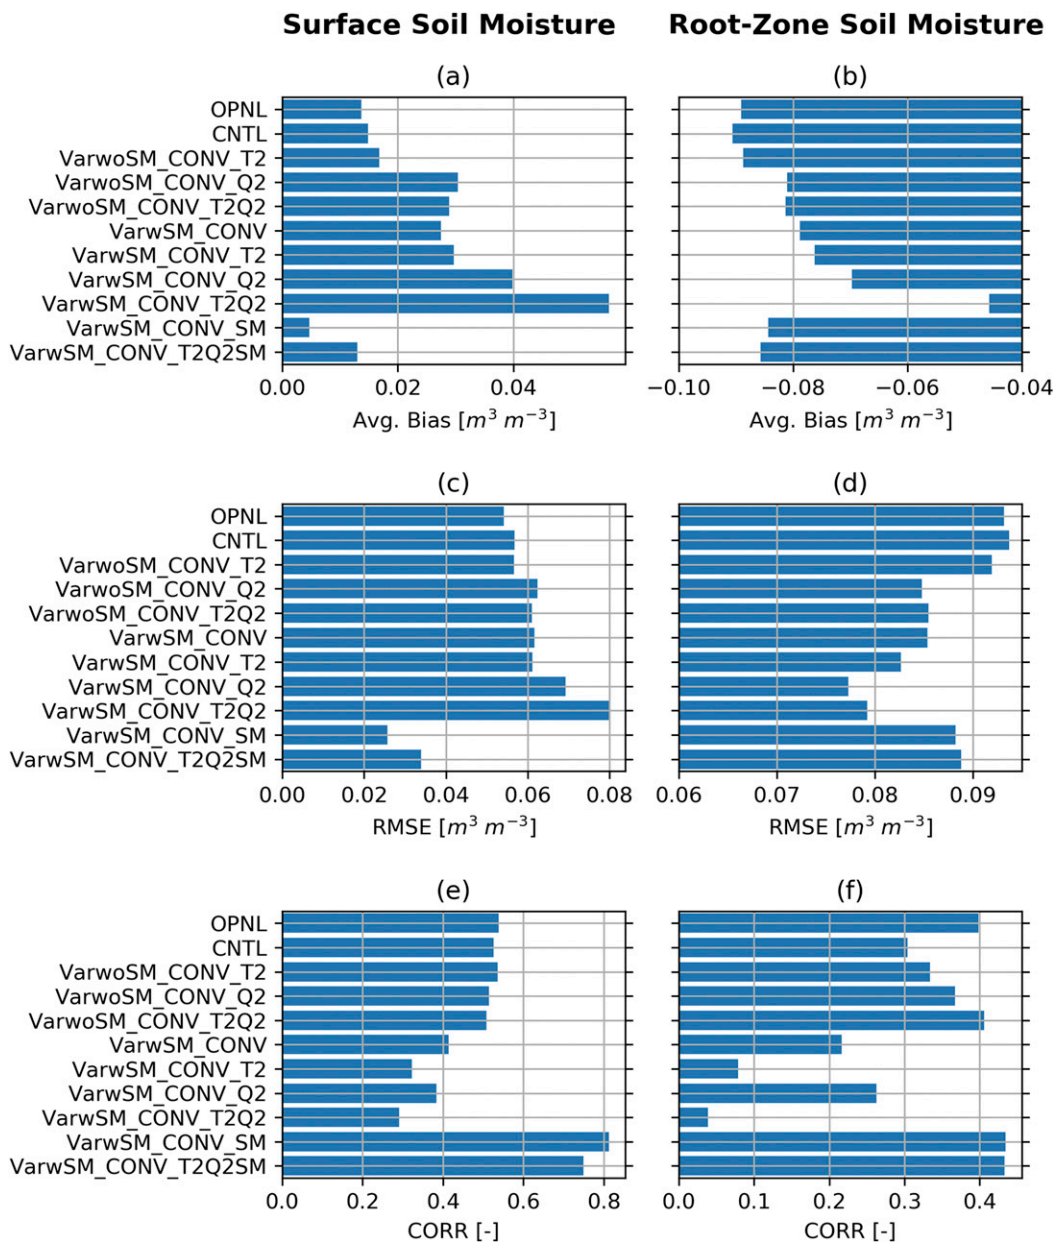 Surface Soil Moisture Root-Zone Soil Moisture
(a) (b)
OPNL
CNTL
VarwoSM_CONV_T2
VarwoSM_CONV_Q2
VarwoSM_CONV_T2Q2
VarwSM_CONV
VarwSM_CONV_T2
VarwSM_CONV_Q2
VarwSM_CONV_T2Q2
VarwSM_CONV_SM
VarwSM_CONV_T2Q2SM
0.00 0.02 0.04 −0.10 −0.08 −0.06 −0.04
Avg. Bias [m³ m⁻³] Avg. Bias [m³ m⁻³]
(c) (d)
OPNL
CNTL
VarwoSM_CONV_T2
VarwoSM_CONV_Q2
VarwoSM_CONV_T2Q2
VarwSM_CONV
VarwSM_CONV_T2
VarwSM_CONV_Q2
VarwSM_CONV_T2Q2
VarwSM_CONV_SM
VarwSM_CONV_T2Q2SM
0.00 0.02 0.04 0.06 0.08 0.06 0.07 0.08 0.09
RMSE [m³ m⁻³] RMSE [m³ m⁻³]
(e) (f)
OPNL
CNTL
VarwoSM_CONV_T2
VarwoSM_CONV_Q2
VarwoSM_CONV_T2Q2
VarwSM_CONV
VarwSM_CONV_T2
VarwSM_CONV_Q2
VarwSM_CONV_T2Q2
VarwSM_CONV_SM
VarwSM_CONV_T2Q2SM
0.0 0.2 0.4 0.6 0.8 0.0 0.1 0.2 0.3 0.4
CORR [-] CORR [-]